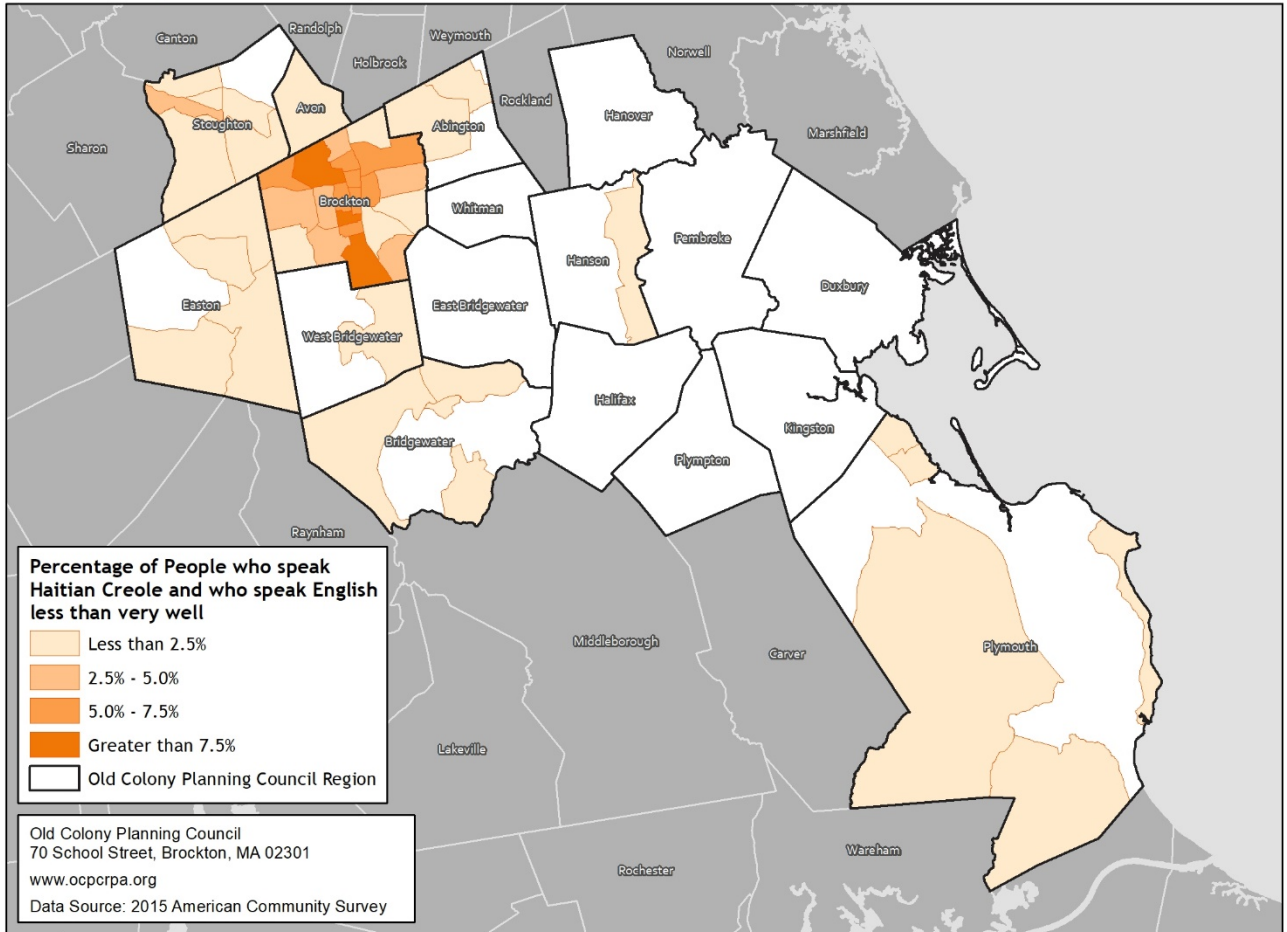 Canton
Randolph
Weymouth
Holbrook
Norwell
Rockland
Avon
Hanover
Stoughton
Abington
Marshfield
Sharon
Brockton
Whitman
Pembroke
Hanson
Duxbury
Easton
East Bridgewater
West Bridgewater
Halifax
Kingston
Bridgewater
Plympton
Raynham
Middleborough
Carver
Plymouth
Lakeville
Wareham
Rochester
Percentage of People who speak
Haitian Creole and who speak English
less than very well
Less than 2.5%
2.5% - 5.0%
5.0% - 7.5%
Greater than 7.5%
Old Colony Planning Council Region
Old Colony Planning Council
70 School Street, Brockton, MA 02301
www.ocpcrpa.org
Data Source: 2015 American Community Survey